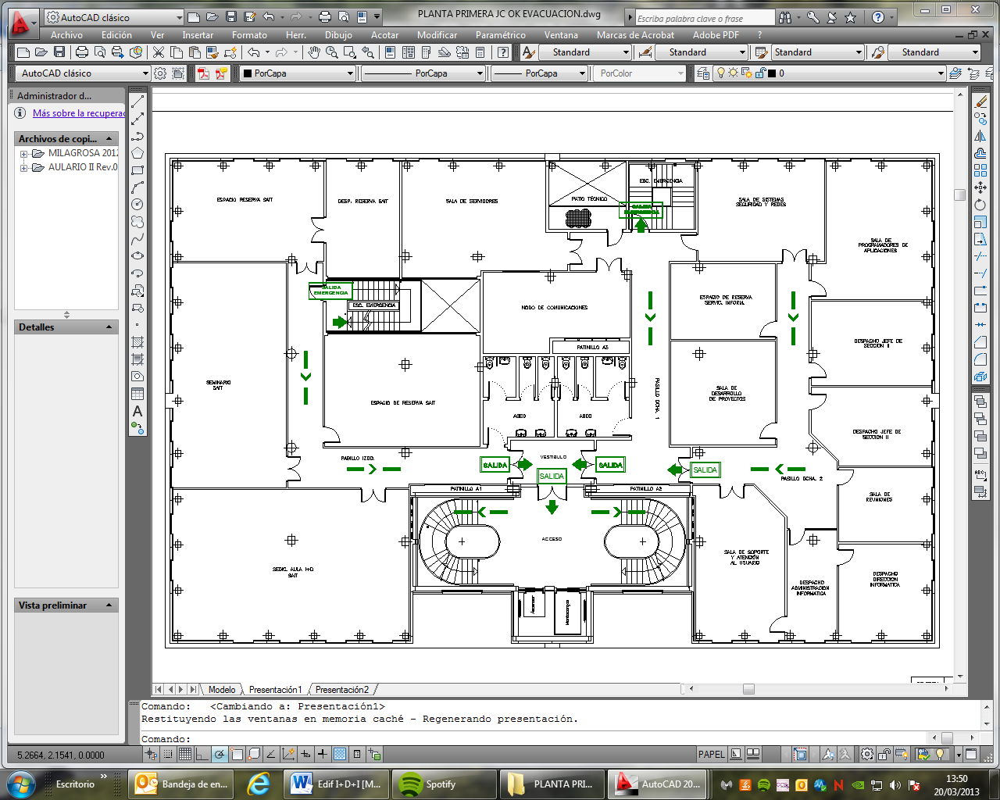 AutoCAD clásico
PLANTA PRIMERA JC OK EVACUACION.dwg
Escriba palabra clave o frase
Archivo Edición Ver Insertar Formato Herr. Dibujo Acotar Modificar Paramétrico Ventana Marcas de Acrobat Adobe PDF ?
Standard Standard Standard Standard
AutoCAD clásico PorCapa PorCapa PorCapa PorColor 0
Administrador d...
Más sobre la recupera
Archivos de copi...
MILAGROSA 2012
AULARIO II Rev.0
Detalles
Vista preliminar
ESPACIO RESERVA SAIT
DESP. RESERVA SAIT
SALA DE SERVIDORES
PATIO TÉCNICO
ESC. EMERGENCIA
SALIDA
EMERGENCIA
SALA DE SISTEMAS
SEGURIDAD Y REDES
SALA DE
PROGRAMADORES DE
APLICACIONES
SALIDA
EMERGENCIA
ESC. EMERGENCIA
NODO DE COMUNICACIONES
PATINILLO A3
ESPACIO DE RESERVA
SERVIC. INFORM.
DESPACHO JEFE DE
SECCION II
SEMINARIO
SAIT
ESPACIO DE RESERVA SAIT
ASEO
ASEO
PASILLO DCHA. 1
SALA DE
DESARROLLO
DE PROYECTOS
DESPACHO JEFE DE
SECCION II
PASILLO IZQD.
VESTIBULO
SALIDA
SALIDA
SALIDA
SALIDA
PASILLO DCHA. 2
PATINILLO A1
PATINILLO A2
SALA DE
REUNIONES
ACCESO
SEDIC. AULA I+D
SAIT
SALA DE SOPORTE
Y ATENCIÓN
AL USUARIO
DESPACHO
ADMINISTRACION
INFORMATICA
DESPACHO
DIRECCION
INFORMATICA
Ascensor
Montacargas
Modelo Presentación1 Presentación2
Comando: <Cambiando a: Presentación1>
Restituyendo las ventanas en memoria caché - Regenerando presentación.
Comando:
5.2664, 2.1541, 0.0000
PAPEL
Escritorio
Bandeja de en...
Edif I+D+I [M...
Spotify
PLANTA PRI...
AutoCAD 20...
13:50
20/03/2013